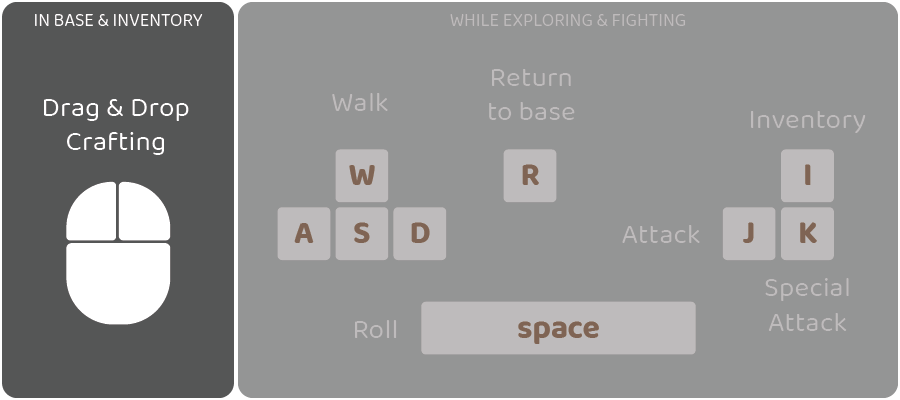 IN BASE & INVENTORY
Drag & Drop
Crafting
WHILE EXPLORING & FIGHTING
Walk
W
A S D
Return
to base
R
Inventory
I
Attack
J K
Special
Attack
Roll
space